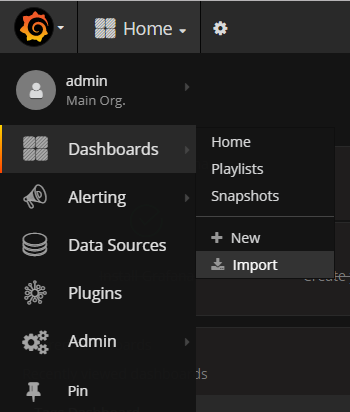 Home
admin
Main Org.
Dashboards
Home
Playlists
Snapshots
Alerting
New
Import
Data Sources
Create
Plugins
Admin
ds
Pin